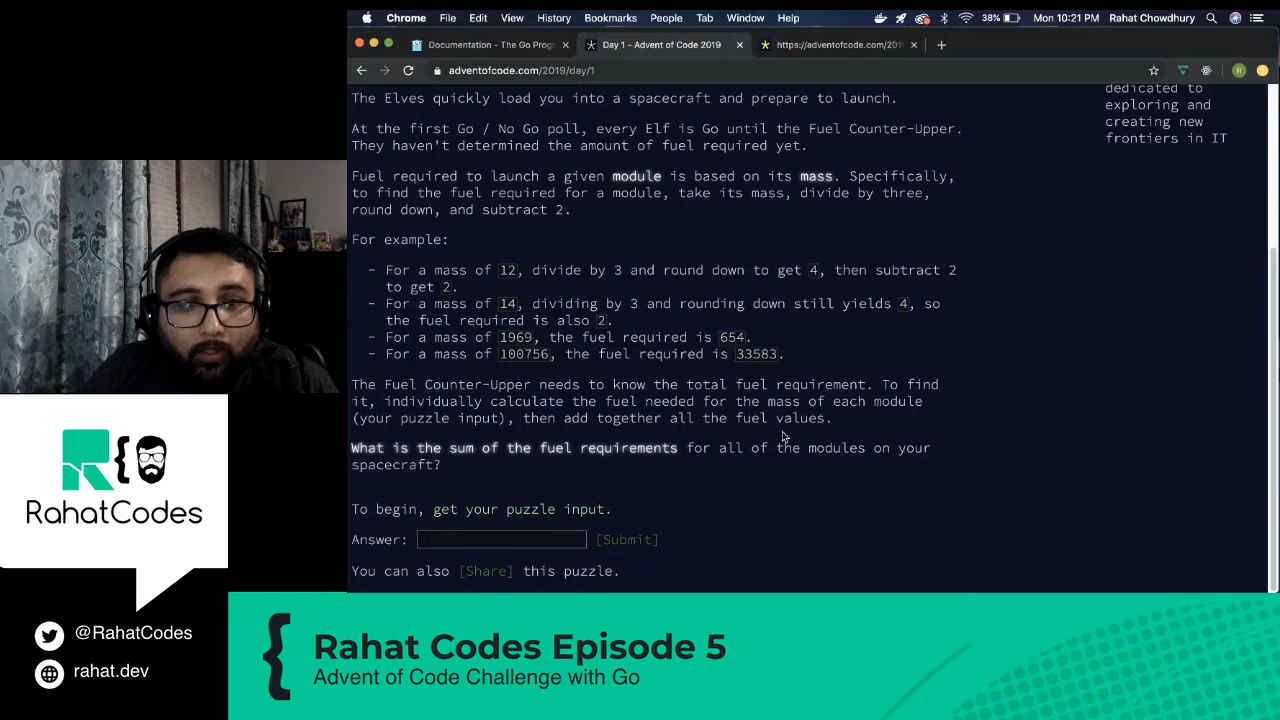 Chrome File Edit View History Bookmarks People Tab Window Help 38% Mon 10:21 PM Rahat Chowdhury
Documentation - The Go Progr
Day 1 - Advent of Code 2019
https://adventofcode.com/201
adventofcode.com/2019/day/1
The Elves quickly load you into a spacecraft and prepare to launch.
At the first Go / No Go poll, every Elf is Go until the Fuel Counter-Upper.
They haven't determined the amount of fuel required yet.
Fuel required to launch a given module is based on its mass. Specifically,
to find the fuel required for a module, take its mass, divide by three,
round down, and subtract 2.
For example:
- For a mass of 12, divide by 3 and round down to get 4, then subtract 2
to get 2.
- For a mass of 14, dividing by 3 and rounding down still yields 4, so
the fuel required is also 2.
- For a mass of 1969, the fuel required is 654.
- For a mass of 100756, the fuel required is 33583.
The Fuel Counter-Upper needs to know the total fuel requirement. To find
it, individually calculate the fuel needed for the mass of each module
(your puzzle input), then add together all the fuel values.
What is the sum of the fuel requirements for all of the modules on your
spacecraft?
To begin, get your puzzle input.
Answer: [Submit]
You can also [Share] this puzzle.
dedicated to
exploring and
creating new
frontiers in IT
RahatCodes
@RahatCodes
rahat.dev
Rahat Codes Episode 5
Advent of Code Challenge with Go